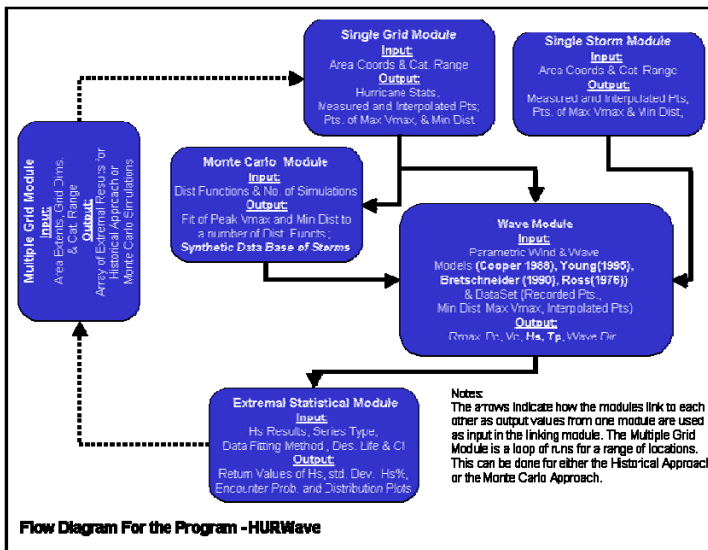 Single Grid Module
Input:
Area Coords & Cat. Range
Output:
Hurricane Stats.
Measured and Interpolated Pts;
Pts. of Max Vmax, & Min Dist
Single Storm Module
Input:
Area Coords & Cat. Range
Output:
Measured and Interpolated Pts,
Pts. of Max Vmax & Min Dist,
Multiple Grid Module
Input:
Area Extents, Grid Dims.
& Cat. Range
Output:
Array of Extremal Results for
Historical Approach or
Monte Carlo Simulations
Monte Carlo Module
Input:
Dist Functions & No. of Simulations
Output:
Fit of Peak Vmax and Min Dist to
a number of Dist. Functs.;
Synthetic Data Base of Storms
Wave Module
Input:
Parametric Wind & Wave
Models (Cooper 1988), Young(1995),
Bretschneider (1990), Ross(1976))
& DataSet (Recorded Pts.,
Min Dist. Max Vmax, Interpolated Pts)
Output:
Rmax, Pc, Vc, Hs, Tp, Wave Dir
Extremal Statistical Module
Input:
Hs Results, Series Type,
Data Fitting Method, Des. Life & CI
Output:
Return Values of Hs, std. Dev. Hs%,
Encounter Prob. and Distribution Plots
Notes:
The arrows indicate how the modules link to each
other as output values from one module are used
as input in the linking module. The Multiple Grid
Module is a loop of runs for a range of locations.
This can be done for either the Historical Approach
or the Monte Carlo Approach.
Flow Diagram For the Program - HURWave